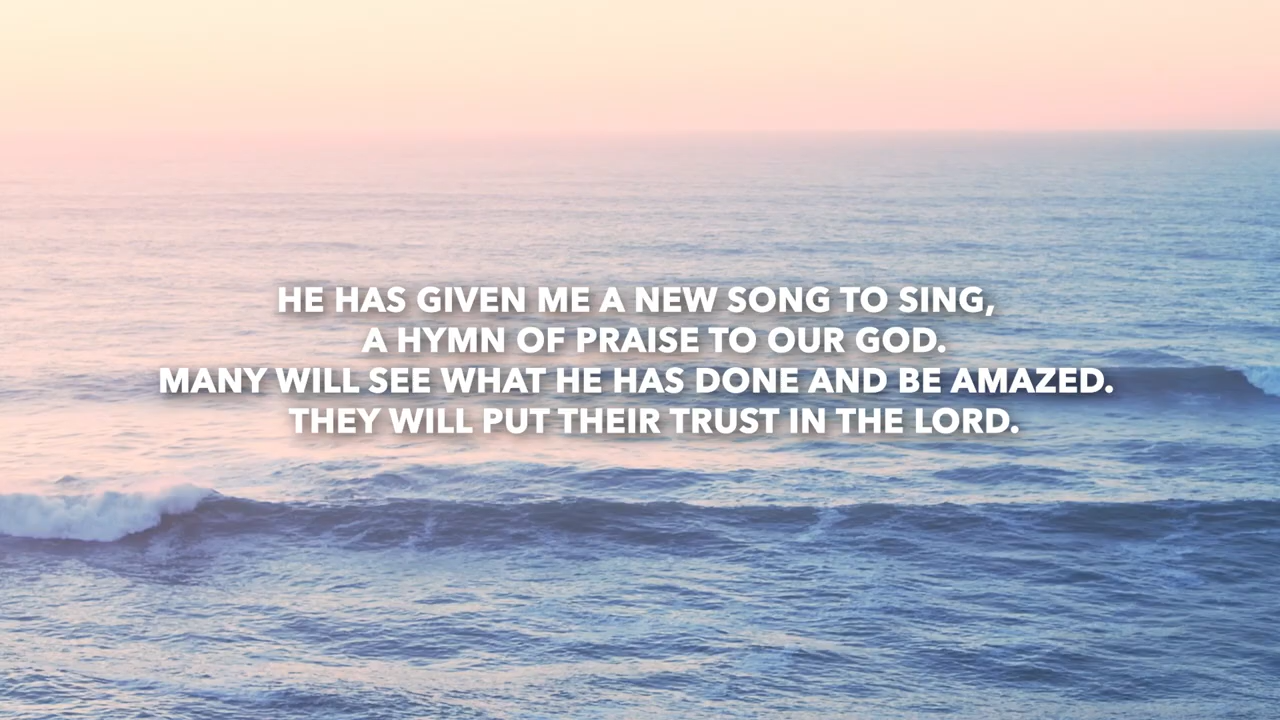 HE HAS GIVEN ME A NEW SONG TO SING,
A HYMN OF PRAISE TO OUR GOD.
MANY WILL SEE WHAT HE HAS DONE AND BE AMAZED.
THEY WILL PUT THEIR TRUST IN THE LORD.